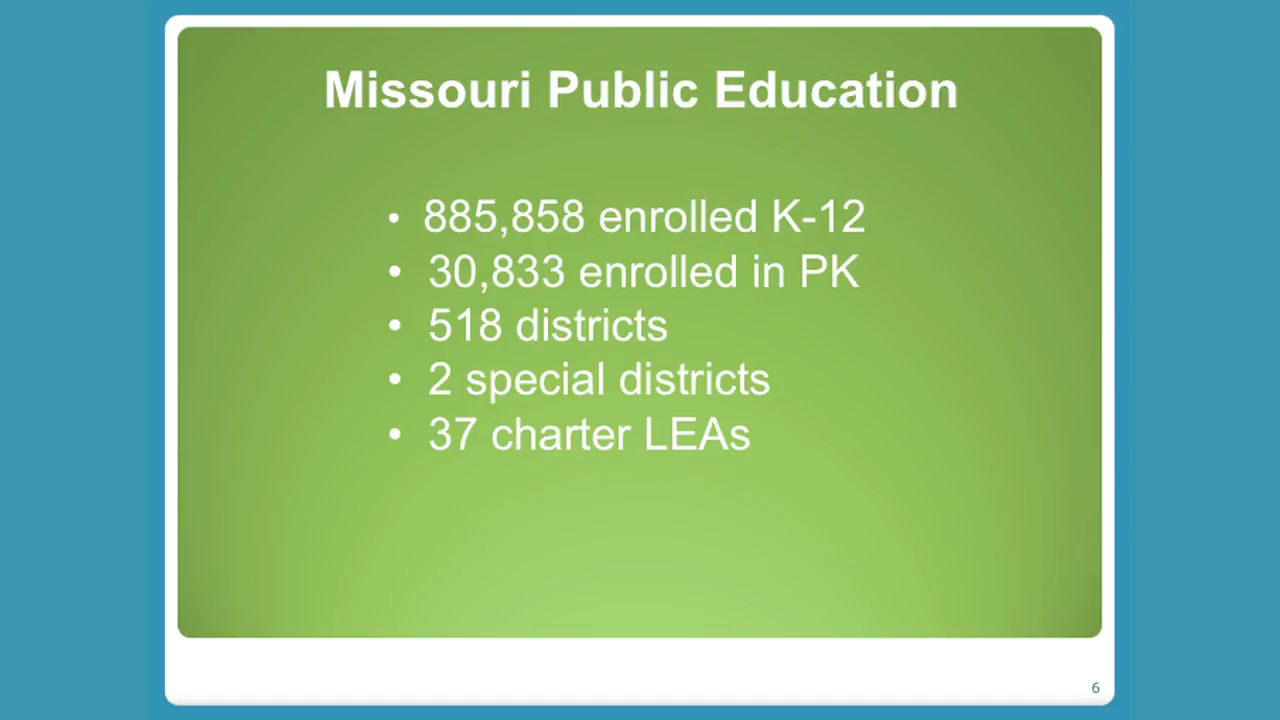 Missouri Public Education
• 885,858 enrolled K-12
• 30,833 enrolled in PK
• 518 districts
• 2 special districts
• 37 charter LEAs
6